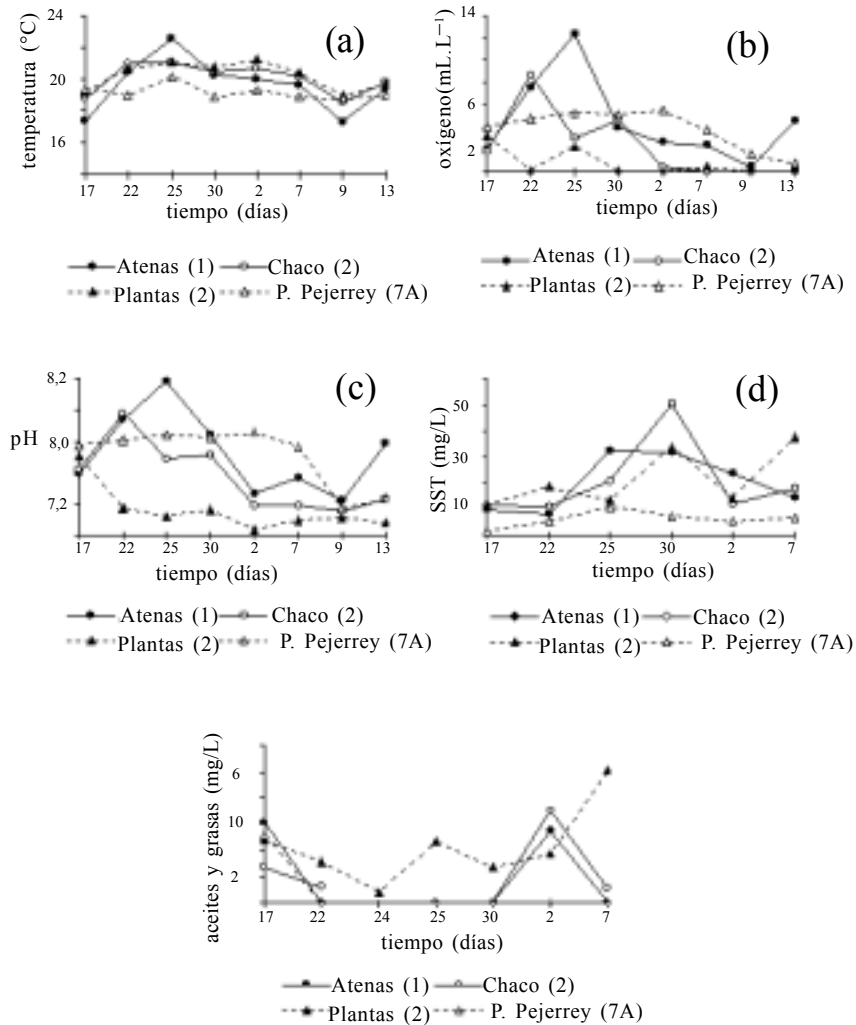 (a)
temperatura (°C)
24
20
16
17 22 25 30 2 7 9 13
tiempo (días)
Atenas (1) Chaco (2)
Plantas (2) P. Pejerrey (7A)
(b)
oxígeno(mL.L⁻¹)
14
6
2
17 22 25 30 2 7 9 13
tiempo (días)
Atenas (1) Chaco (2)
Plantas (2) P. Pejerrey (7A)
(c)
pH
8,2
8,0
7,2
17 22 25 30 2 7 9 13
tiempo (días)
Atenas (1) Chaco (2)
Plantas (2) P. Pejerrey (7A)
(d)
SST (mg/L)
50
30
10
17 22 25 30 2 7
tiempo (días)
Atenas (1) Chaco (2)
Plantas (2) P. Pejerrey (7A)
aceites y grasas (mg/L)
6
10
2
17 22 24 25 30 2 7
tiempo (días)
Atenas (1) Chaco (2)
Plantas (2) P. Pejerrey (7A)